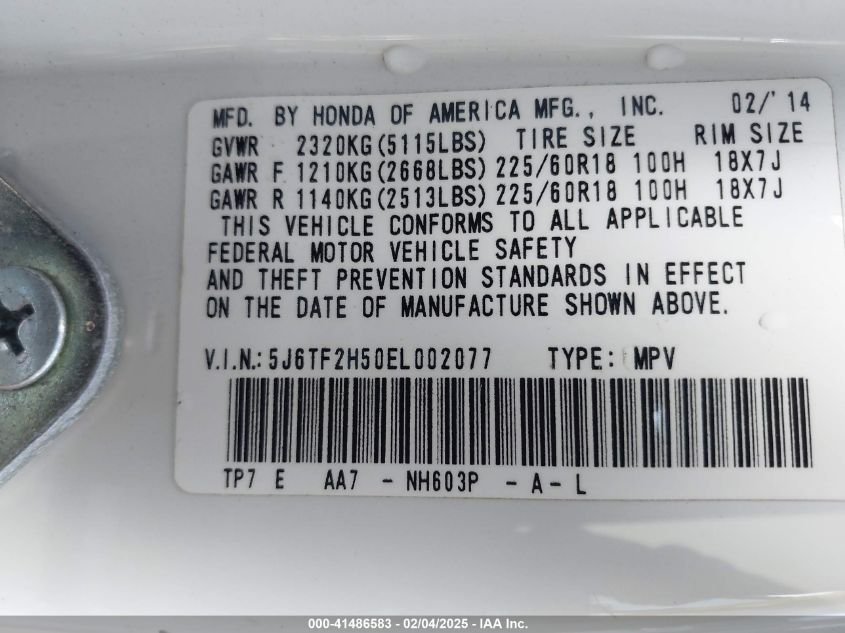 MFD. BY HONDA OF AMERICA MFG., INC. 02/'14
GVWR 2320KG(5115LBS) TIRE SIZE RIM SIZE
GAWR F 1210KG(2668LBS) 225/60R18 100H 18X7J
GAWR R 1140KG(2513LBS) 225/60R18 100H 18X7J
THIS VEHICLE CONFORMS TO ALL APPLICABLE
FEDERAL MOTOR VEHICLE SAFETY
AND THEFT PREVENTION STANDARDS IN EFFECT
ON THE DATE OF MANUFACTURE SHOWN ABOVE.
V.I.N.: 5J6TF2H50EL002077 TYPE: MPV
TP7 E AA7 - NH603P - A - L
000-41486583 - 02/04/2025 - IAA Inc.